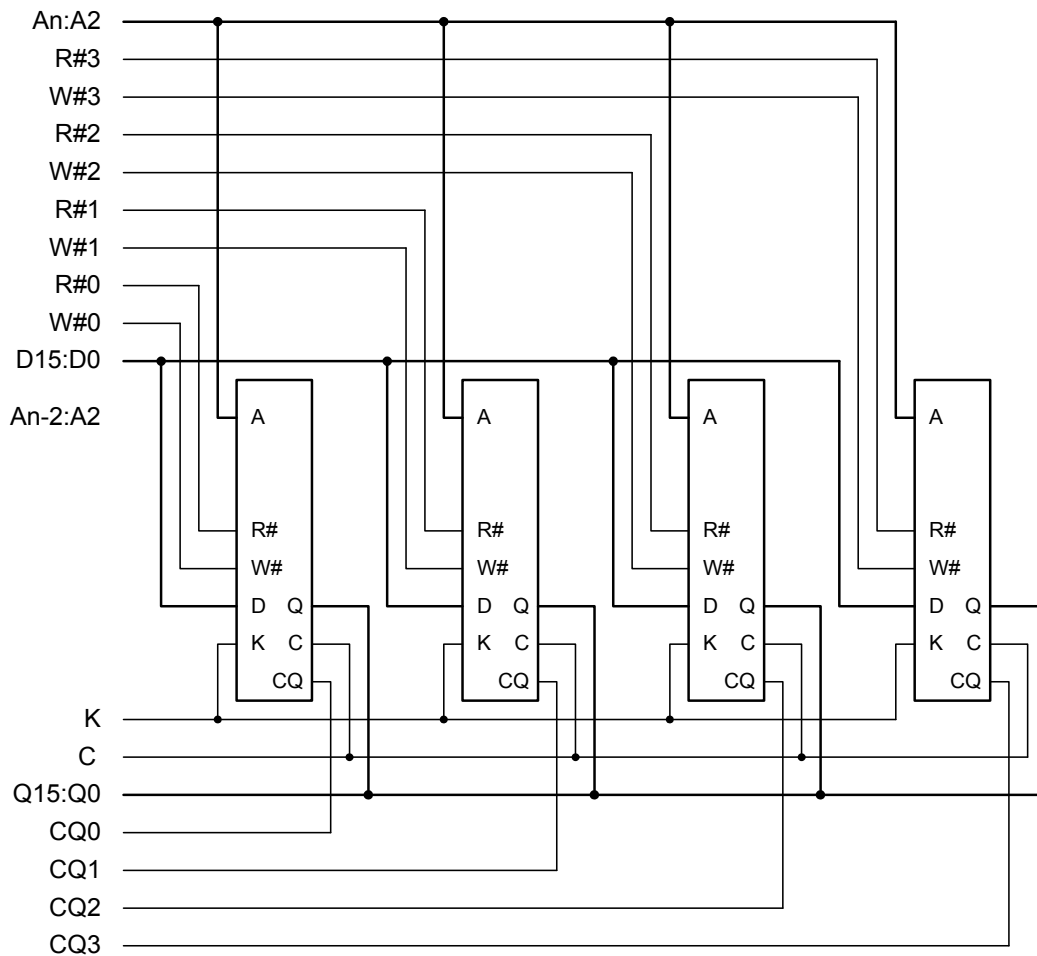 An:A2
R#3
W#3
R#2
W#2
R#1
W#1
R#0
W#0
D15:D0
An-2:A2
A A A A
R# R# R# R#
W# W# W# W#
D Q D Q D Q D Q
K C K C K C K C
CQ CQ CQ CQ
K
C
Q15:Q0
CQ0
CQ1
CQ2
CQ3